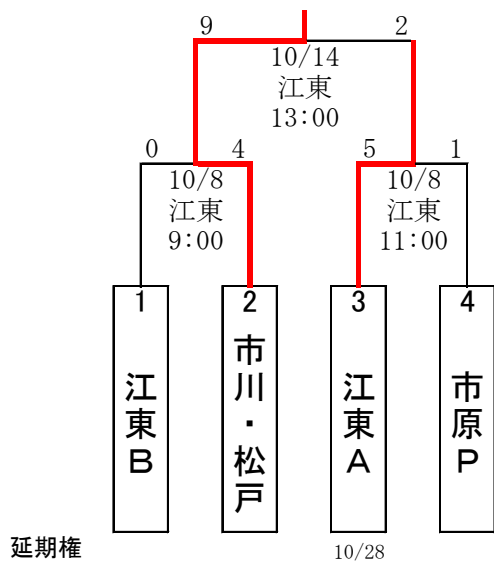 9 2
10/14
江東
13:00
0 4 5 1
10/8 10/8
江東 江東
9:00 11:00
1 2 3 4
江東B
市川・松戸
江東A
市原P
延期権 10/28